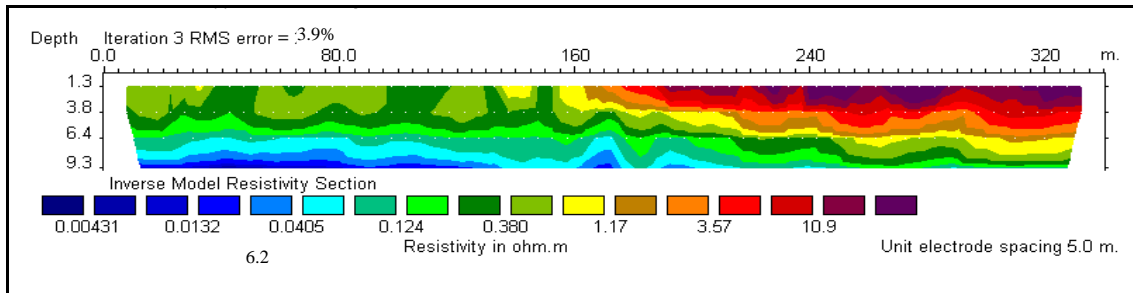 Depth Iteration 3 RMS error = 3.9%
0.0 80.0 160 240 320 m.
1.3
3.8
6.4
9.3
Inverse Model Resistivity Section
0.00431 0.0132 0.0405 0.124 0.380 1.17 3.57 10.9
Resistivity in ohm.m Unit electrode spacing 5.0 m.
6.2